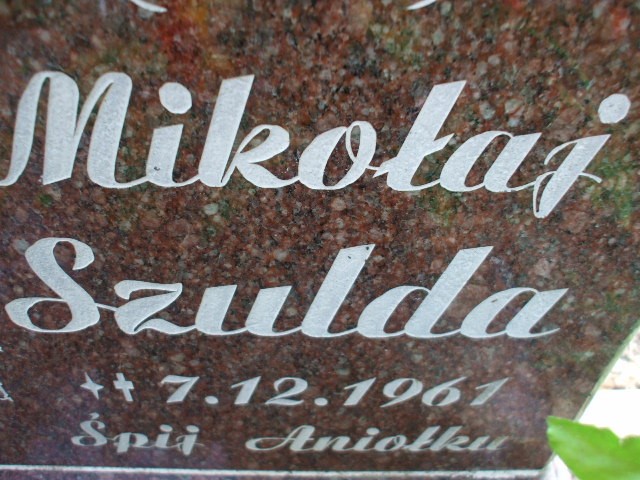 Mikołaj
Szulda
7.12.1961
Śpij Aniołku